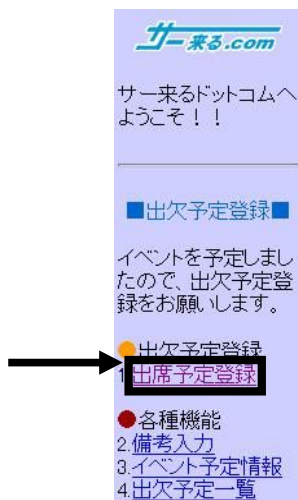 サー来る.com
サー来るドットコムへ
ようこそ！！
■出欠予定登録■
イベントを予定しまし
たので、出欠予定登
録をお願いします。
●出欠予定登録
1.出席予定登録
●各種機能
2.備考入力
3.イベント予定情報
4.出欠予定一覧